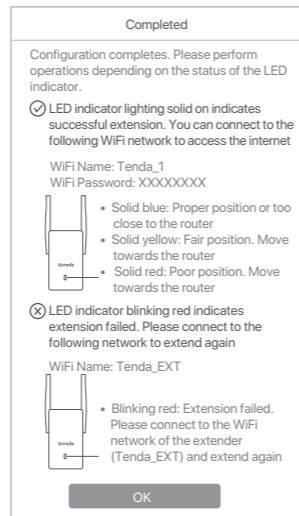 Completed
Configuration completes. Please perform
operations depending on the status of the LED
indicator.
LED indicator lighting solid on indicates
successful extension. You can connect to the
following WiFi network to access the internet
WiFi Name: Tenda_1
WiFi Password: XXXXXXXX
• Solid blue: Proper position or too
close to the router
• Solid yellow: Fair position. Move
towards the router
• Solid red: Poor position. Move
towards the router
LED indicator blinking red indicates
extension failed. Please connect to the
following network to extend again
WiFi Name: Tenda_EXT
• Blinking red: Extension failed.
Please connect to the WiFi
network of the extender
(Tenda_EXT) and extend again
OK